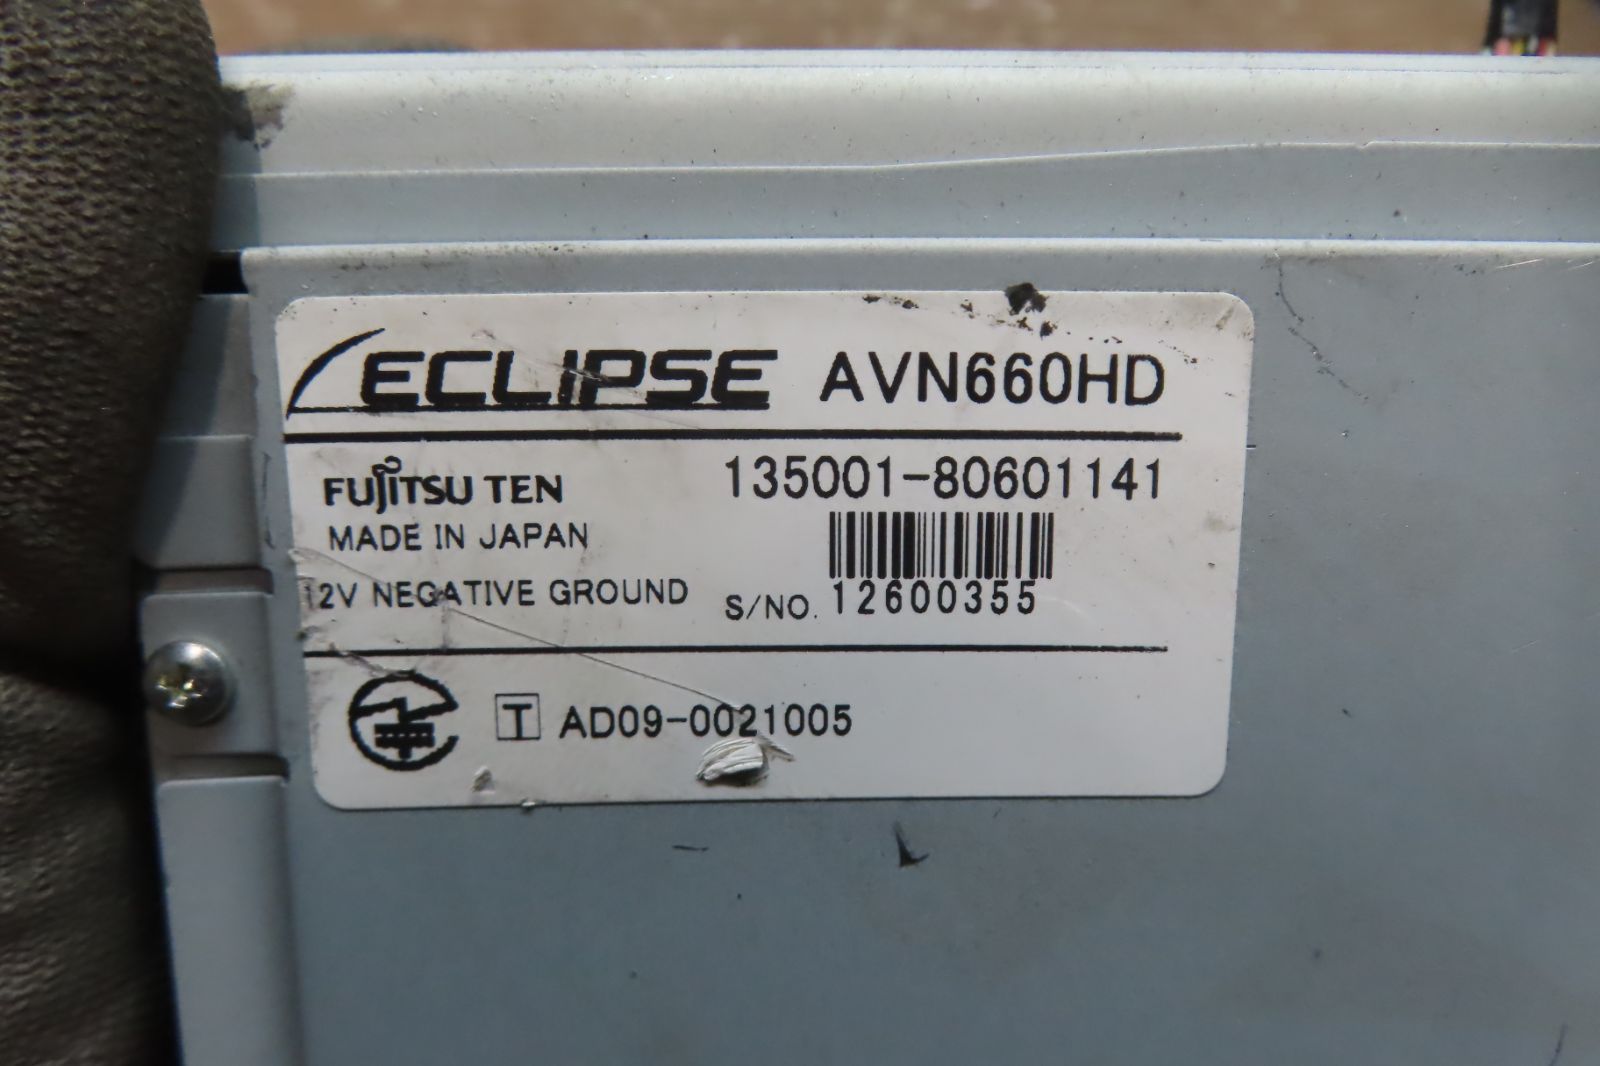 ECLIPSE AVN660HD
FUJITSU TEN 135001-80601141
MADE IN JAPAN
12V NEGATIVE GROUND S/NO. 12600355
T AD09-0021005